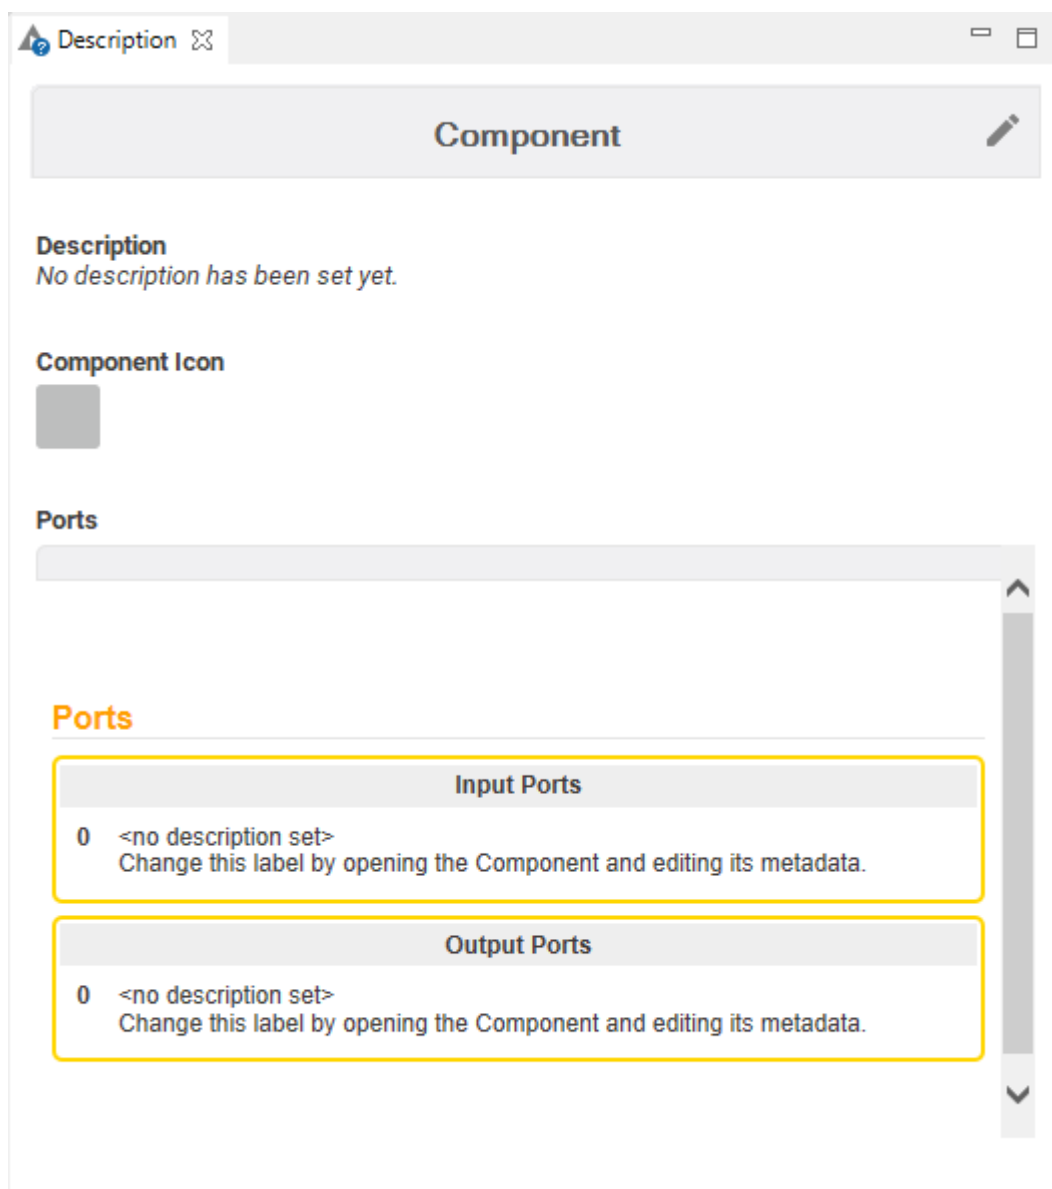 Description
Component
Description
No description has been set yet.
Component Icon
Ports
Ports
Input Ports
0 <no description set>
Change this label by opening the Component and editing its metadata.
Output Ports
0 <no description set>
Change this label by opening the Component and editing its metadata.